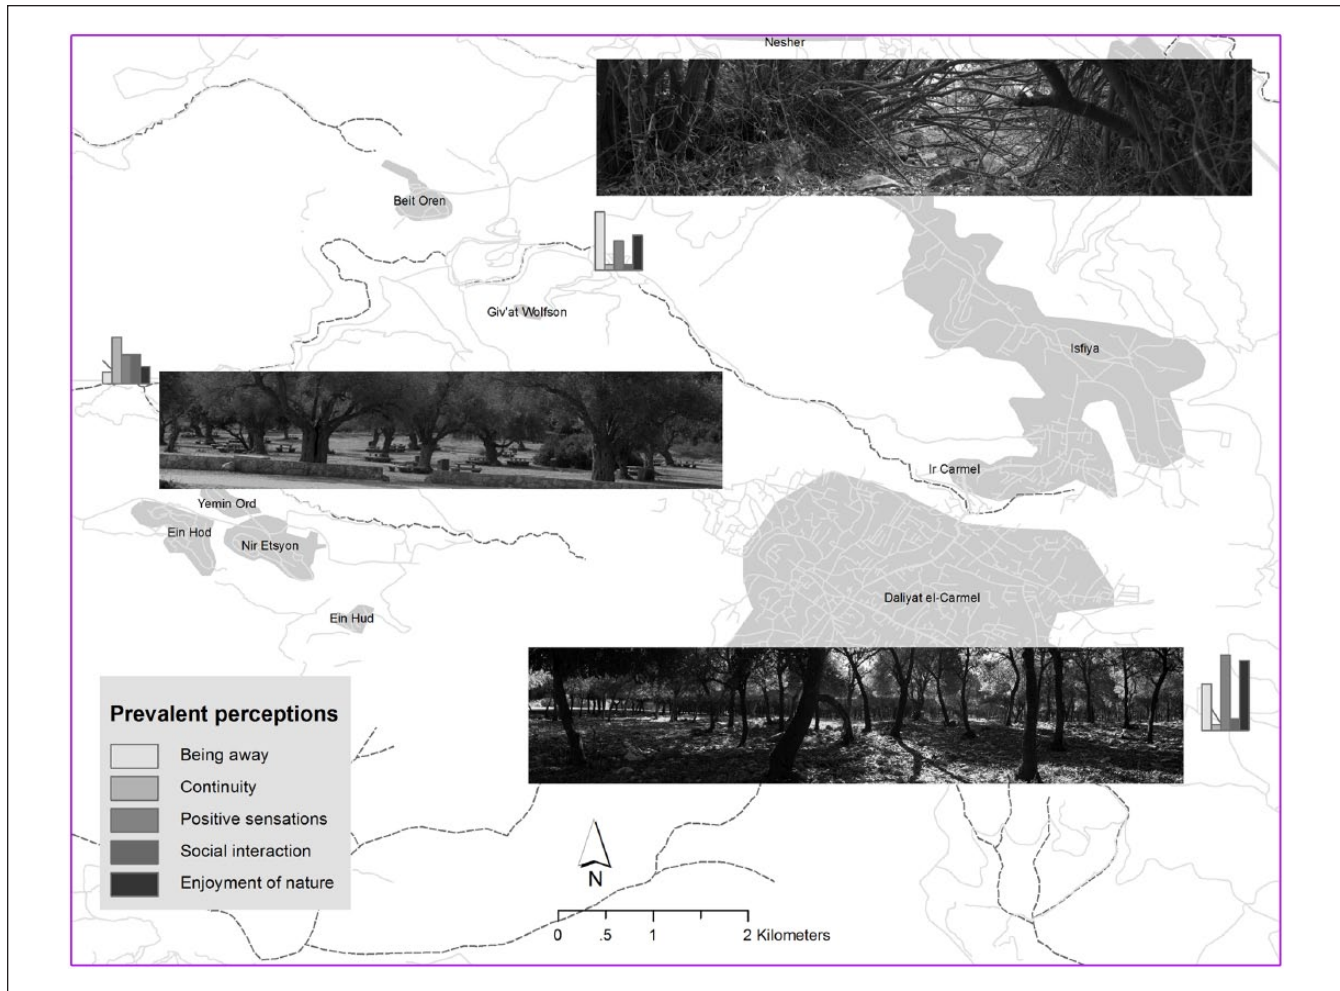 Nesher
Beit Oren
Giv'at Wolfson
Isfiya
Ir Carmel
Yemin Ord
Ein Hod
Nir Etsyon
Daliyat el-Carmel
Ein Hud
Prevalent perceptions
Being away
Continuity
Positive sensations
Social interaction
Enjoyment of nature
N
0 .5 1 2 Kilometers